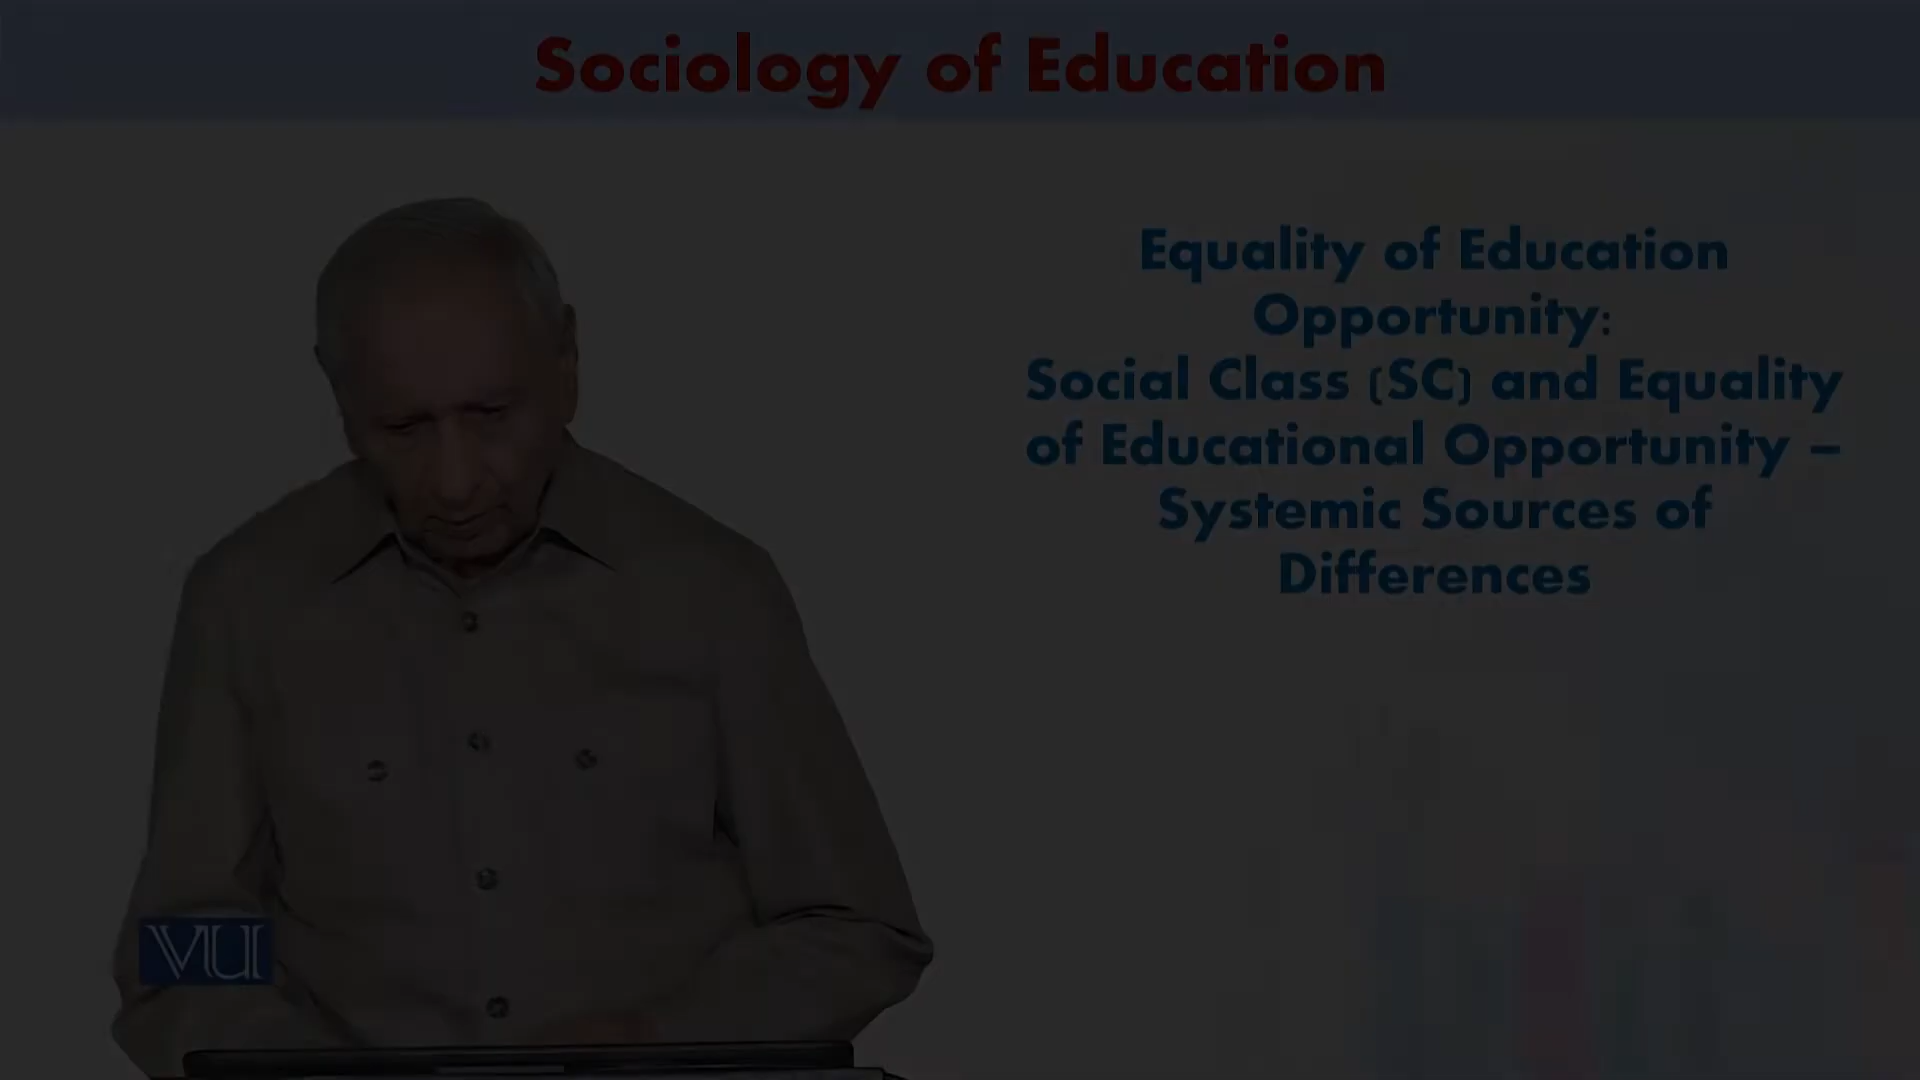 Sociology of Education
Equality of Education
Opportunity:
Social Class (SC) and Equality
of Educational Opportunity –
Systemic Sources of
Differences
VU